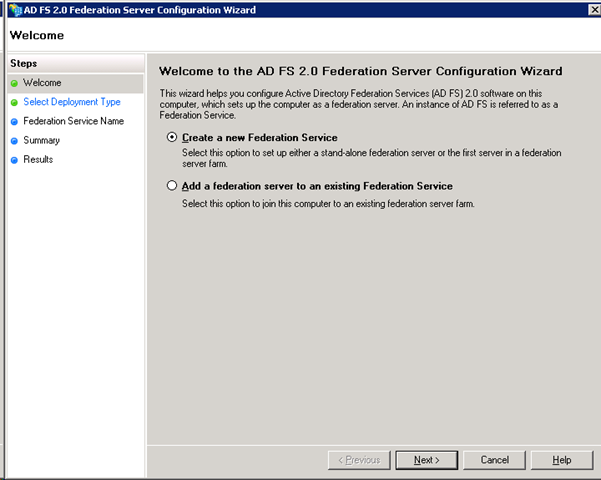 AD FS 2.0 Federation Server Configuration Wizard
Welcome
Steps
Welcome
Select Deployment Type
Federation Service Name
Summary
Results
Welcome to the AD FS 2.0 Federation Server Configuration Wizard
This wizard helps you configure Active Directory Federation Services (AD FS) 2.0 software on this
computer, which sets up the computer as a federation server. An instance of AD FS is referred to as a
Federation Service.
Create a new Federation Service
Select this option to set up either a stand-alone federation server or the first server in a federation
server farm.
Add a federation server to an existing Federation Service
Select this option to join this computer to an existing federation server farm.
< Previous
Next >
Cancel
Help